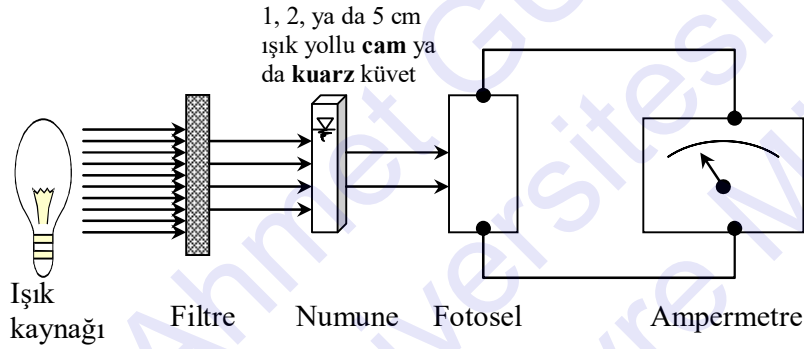 1, 2, ya da 5 cm
ışık yollu cam ya
da kuarz küvet
Işık
kaynağı
Filtre
Numune
Fotosel
Ampermetre
Ahmet